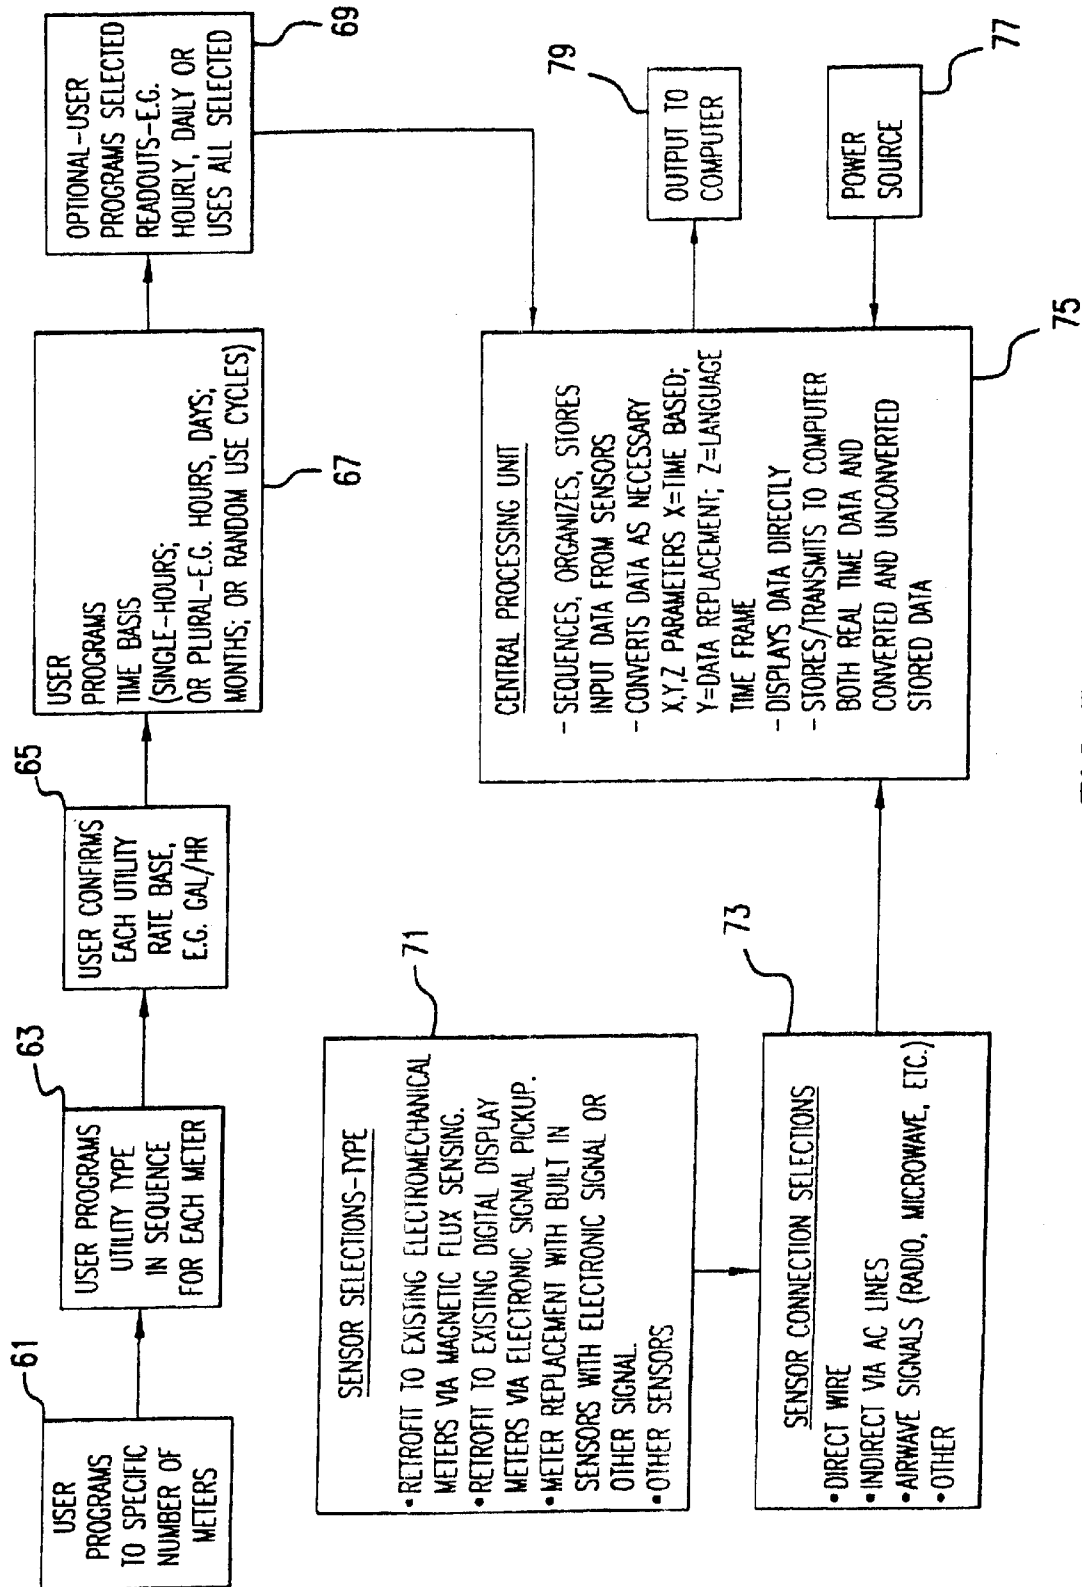 61
USER
PROGRAMS
TO SPECIFIC
NUMBER OF
METERS
63
USER PROGRAMS
UTILITY TYPE
IN SEQUENCE
FOR EACH METER
65
USER CONFIRMS
EACH UTILITY
RATE BASE,
E.G. GAL/HR
USER
PROGRAMS
TIME BASIS
(SINGLE-HOURS;
OR PLURAL-E.G. HOURS, DAYS;
MONTHS; OR RANDOM USE CYCLES)
67
OPTIONAL-USER
PROGRAMS SELECTED
READOUTS-E.G.
HOURLY, DAILY OR
USES ALL SELECTED
69
71
SENSOR SELECTIONS-TYPE
•RETROFIT TO EXISTING ELECTROMECHANICAL
METERS VIA MAGNETIC FLUX SENSING.
•RETROFIT TO EXISTING DIGITAL DISPLAY
METERS VIA ELECTRONIC SIGNAL PICKUP.
•METER REPLACEMENT WITH BUILT IN
SENSORS WITH ELECTRONIC SIGNAL OR
OTHER SIGNAL.
•OTHER SENSORS
73
SENSOR CONNECTION SELECTIONS
•DIRECT WIRE
•INDIRECT VIA AC LINES
•AIRWAVE SIGNALS (RADIO, MICROWAVE, ETC.)
•OTHER
CENTRAL PROCESSING UNIT
- SEQUENCES, ORGANIZES, STORES
INPUT DATA FROM SENSORS
- CONVERTS DATA AS NECESSARY
X,Y,Z PARAMETERS X=TIME BASED;
Y=DATA REPLACEMENT; Z=LANGUAGE
TIME FRAME
- DISPLAYS DATA DIRECTLY
- STORES/TRANSMITS TO COMPUTER
BOTH REAL TIME DATA AND
CONVERTED AND UNCONVERTED
STORED DATA
75
79
OUTPUT TO
COMPUTER
POWER
SOURCE
77